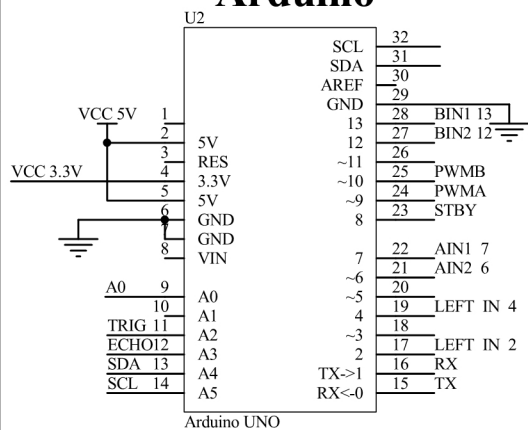 Arduino
U2
SCL 32
SDA 31
AREF 30
GND 29
VCC 5V
1
13 28 BIN1 13
2 5V
12 27 BIN2 12
3 RES
~11 26
VCC 3.3V 4 3.3V
~10 25 PWMB
5 5V
~9 24 PWMA
6 GND
8 23 STBY
7 GND
8 VIN
7 22 AIN1 7
~6 21 AIN2 6
A0 9 A0
~5 20
10 A1
4 19 LEFT IN 4
TRIG 11 A2
~3 18
ECHO12 A3
2 17 LEFT IN 2
SDA 13 A4
TX->1 16 RX
SCL 14 A5
RX<-0 15 TX
Arduino UNO